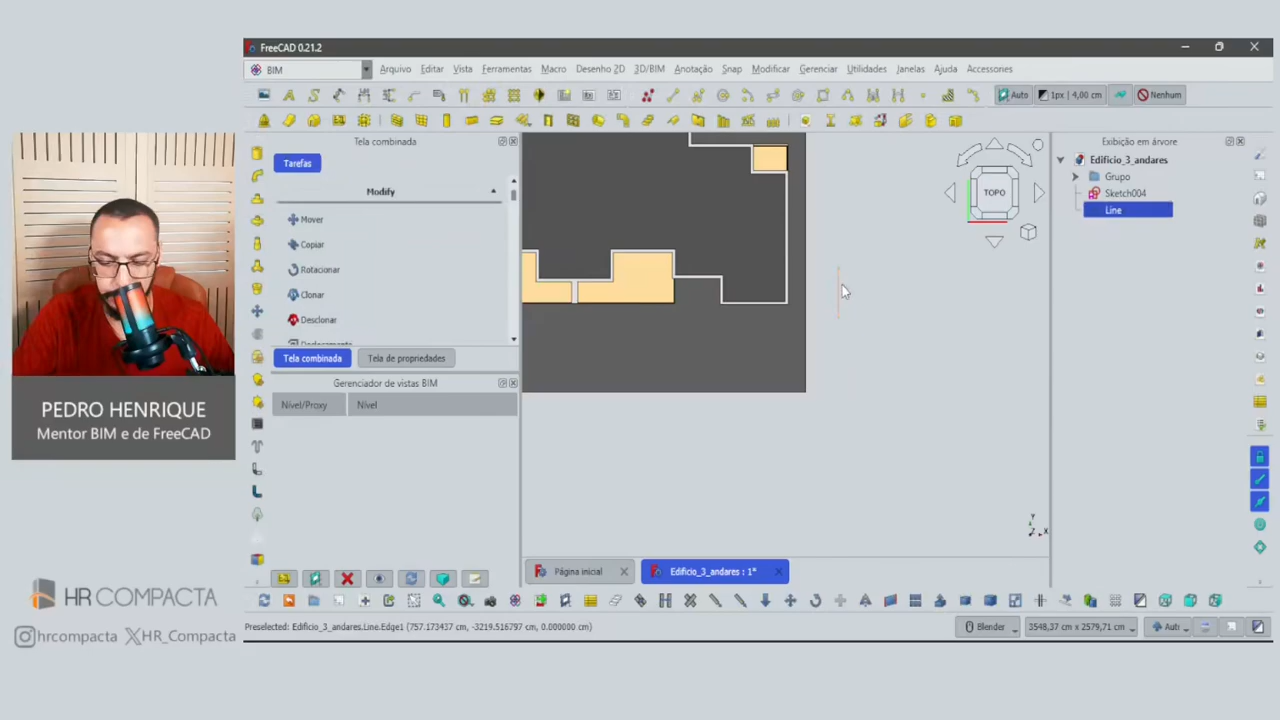 FreeCAD 0.21.2
BIM
Arquivo Editar Vista Ferramentas Macro Desenho 2D 3D/BIM Anotação Snap Modificar Gerenciar Utilidades Janelas Ajuda Accessories
Auto 1px | 4,00 cm Nenhum
Tela combinada
Tarefas
Modify
Mover
Copiar
Rotacionar
Clonar
Desclonar
Tela combinada Tela de propriedades
Gerenciador de vistas BIM
Nível/Proxy Nível
TOPO
Y
Z X
Exibição em árvore
Edificio_3_andares
Grupo
Sketch004
Line
Página inicial Edificio_3_andares : 1*
Preselected: Edificio_3_andares.Line.Edge1 (757.173437 cm, -3219.516797 cm, 0.000000 cm)
Blender 3548,37 cm x 2579,71 cm Aut
PEDRO HENRIQUE
Mentor BIM e de FreeCAD
HR COMPACTA
hrcompacta HR_Compacta